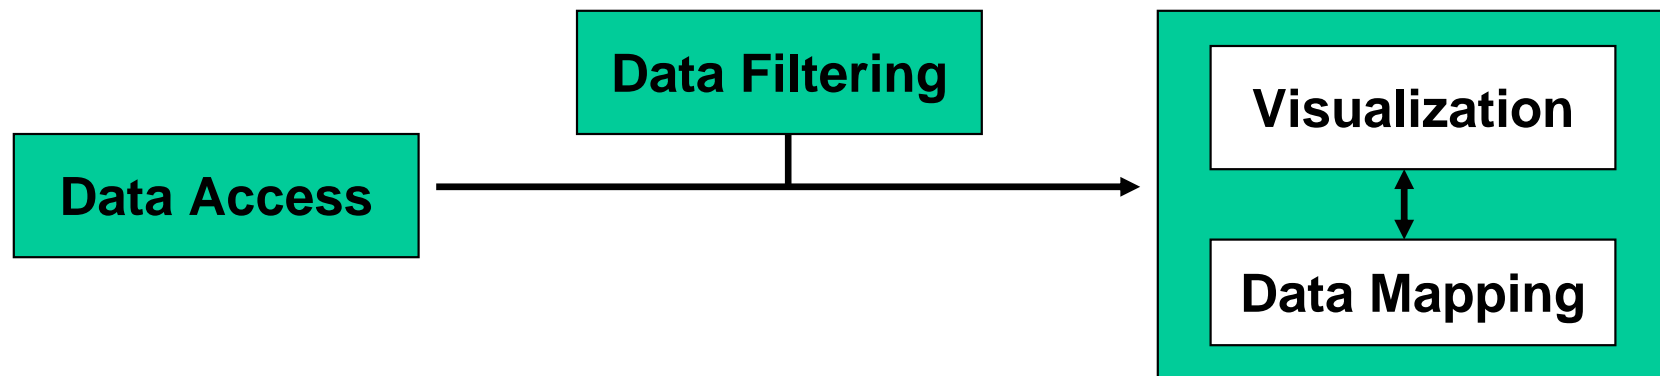 Data Access
Data Filtering
Visualization
Data Mapping